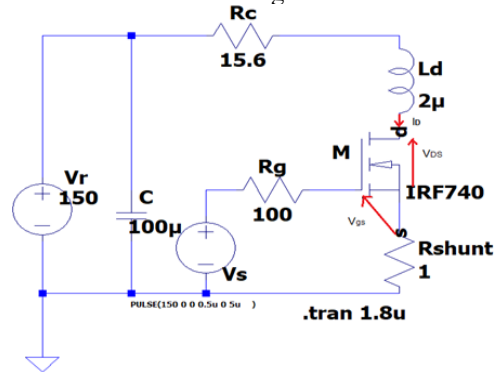 Rc
15.6
Ld
2µ
ID
d
M
VDS
Vr
150
C
100µ
Rg
100
IRF740
Vgs
s
Vs
Rshunt
1
PULSE(150 0 0 0.5u 0 5u )
.tran 1.8u